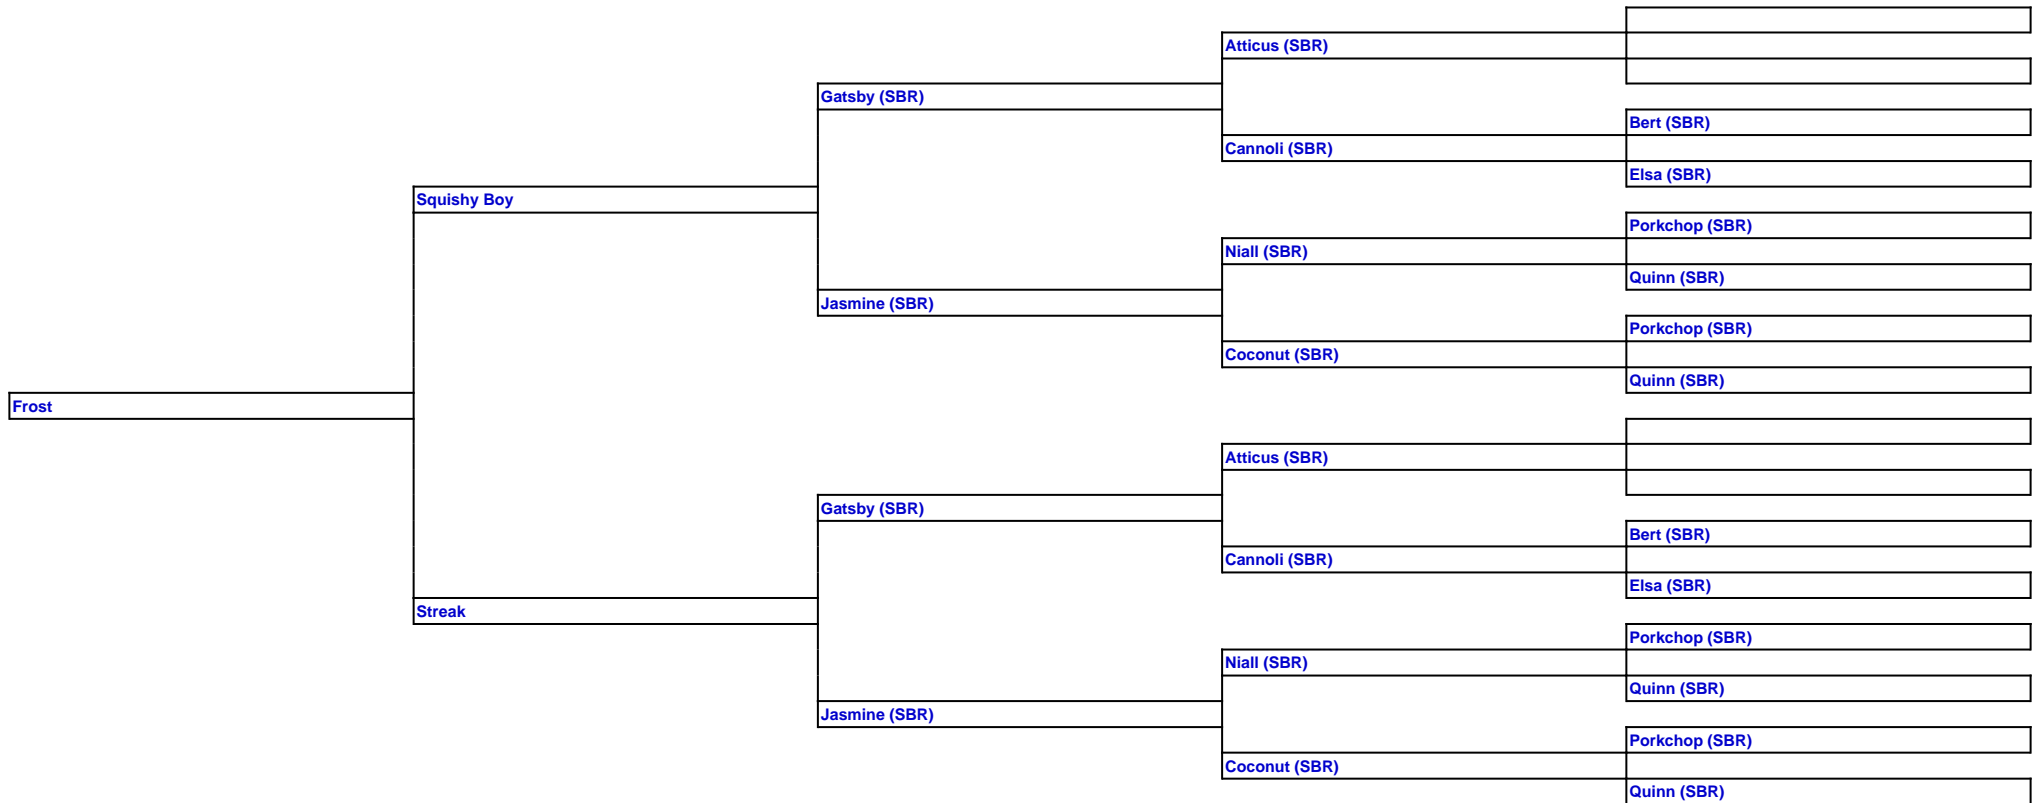 Atticus (SBR)
Gatsby (SBR)
Bert (SBR)
Cannoli (SBR)
Elsa (SBR)
Squishy Boy
Porkchop (SBR)
Niall (SBR)
Quinn (SBR)
Jasmine (SBR)
Porkchop (SBR)
Coconut (SBR)
Quinn (SBR)
Frost
Atticus (SBR)
Gatsby (SBR)
Bert (SBR)
Cannoli (SBR)
Elsa (SBR)
Streak
Porkchop (SBR)
Niall (SBR)
Quinn (SBR)
Jasmine (SBR)
Porkchop (SBR)
Coconut (SBR)
Quinn (SBR)